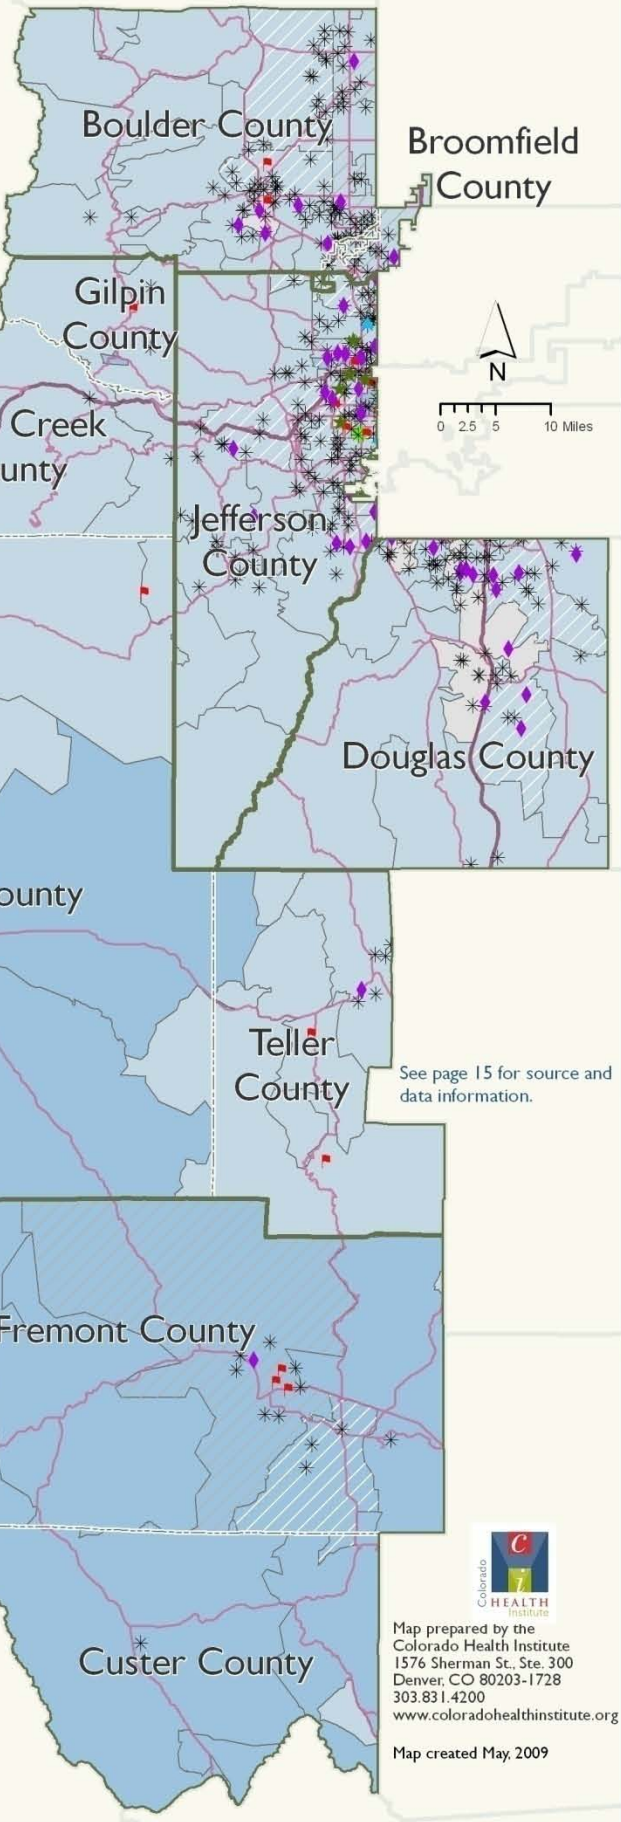 Boulder County
Broomfield
County
Gilpin
County
N
0 2.5 5 10 Miles
Creek
unty
Jefferson
County
Douglas County
ounty
Teller
County
See page 15 for source and
data information.
Fremont County
Colorado
c
i
HEALTH
Institute
Map prepared by the
Colorado Health Institute
1576 Sherman St., Ste. 300
Denver, CO 80203-1728
303.831.4200
www.coloradohealthinstitute.org
Custer County
Map created May, 2009